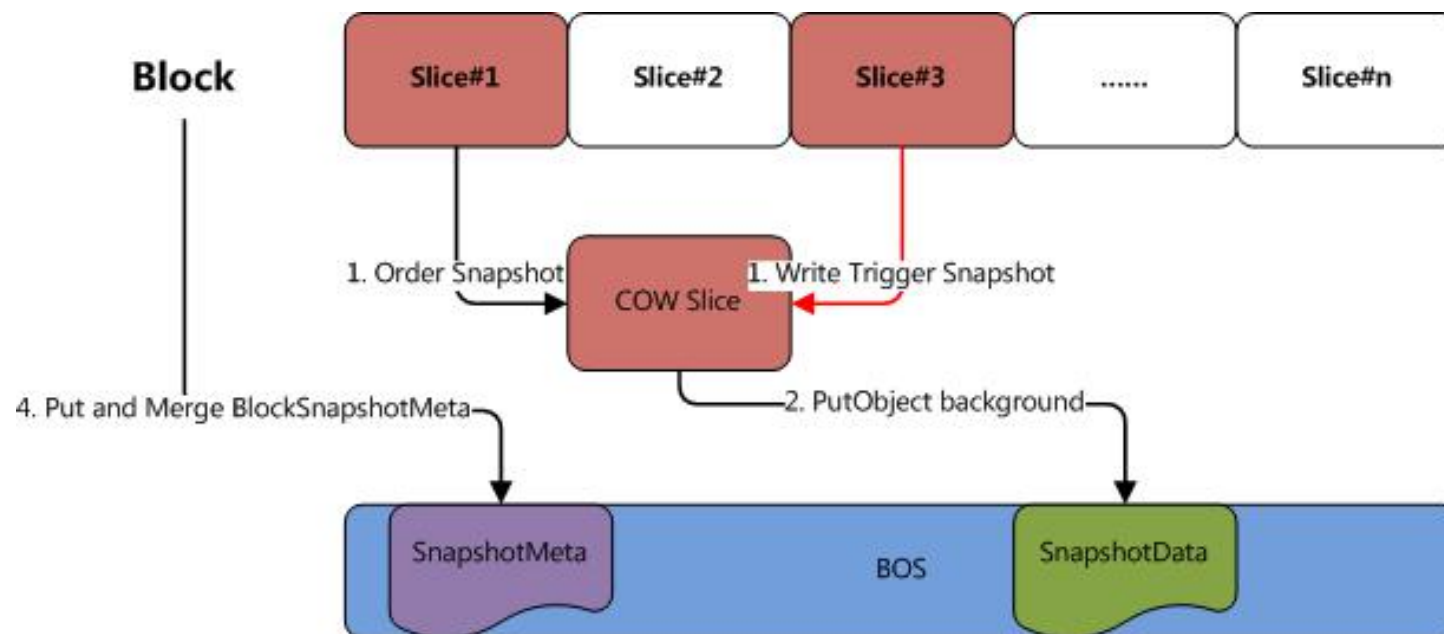 Block
Slice#1
Slice#2
Slice#3
......
Slice#n
1. Order Snapshot
COW Slice
1. Write Trigger Snapshot
4. Put and Merge BlockSnapshotMeta
2. PutObject background
SnapshotMeta
BOS
SnapshotData